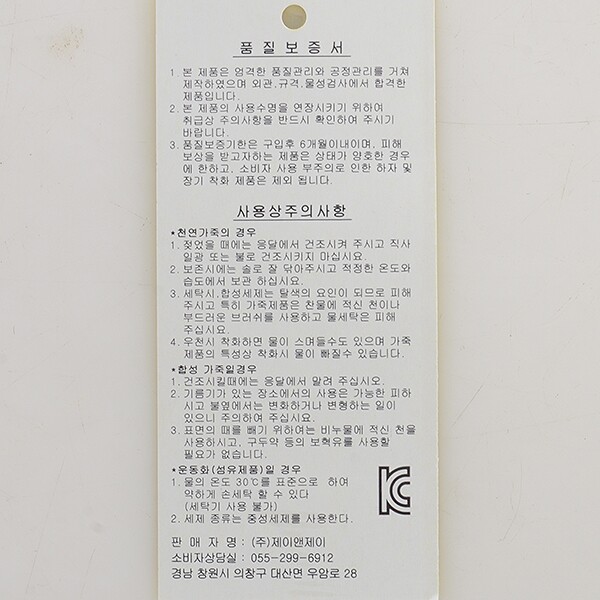 품 질 보 증 서
1. 본 제품은 엄격한 품질관리와 공정관리를 거쳐
제작하였으며 외관,규격,물성검사에서 합격한
제품입니다.
2. 본 제품의 사용수명을 연장시키기 위하여
취급상 주의사항을 반드시 확인하여 주시기
바랍니다.
3. 품질보증기한은 구입후 6개월이내이며, 피해
보상을 받고자하는 제품은 상태가 양호한 경우
에 한하고, 소비자 사용 부주의로 인한 하자 및
장기 착화 제품은 제외 됩니다.
사용상주의사항
*천연가죽의 경우
1. 젖었을 때에는 응달에서 건조시켜 주시고 직사
일광 또는 불로 건조시키지 마십시요.
2. 보존시에는 솔로 잘 닦아주시고 적정한 온도와
습도에서 보관 하십시요.
3. 세탁시,합성세제는 탈색의 요인이 되므로 피해
주시고 특히 가죽제품은 찬물에 적신 천이나
부드러운 브러쉬를 사용하고 물세탁은 피해
주십시요.
4. 우천시 착화하면 물이 스며들수도 있으며 가죽
제품의 특성상 착화시 물이 빠질수 있습니다.
*합성 가죽일경우
1. 건조시킬때에는 응달에서 말려 주십시오.
2. 기름기가 있는 장소에서의 사용은 가능한 피하
시고 불옆에서는 변화하거나 변형하는 일이
있으니 주의하여 주십시요.
3. 표면의 때를 빼기 위하여는 비눗물에 적신 천을
사용하시고, 구두약 등의 보혁유를 사용할
필요가 없습니다.
*운동화(섬유제품)일 경우
1. 물의 온도 30℃를 표준으로 하여
약하게 손세탁 할 수 있다
(세탁기 사용 불가)
2. 세제 종류는 중성세제를 사용한다.
판 매 자 명 : (주)제이앤제이
소비자상담실 : 055-299-6912
경남 창원시 의창구 대산면 우암로 28